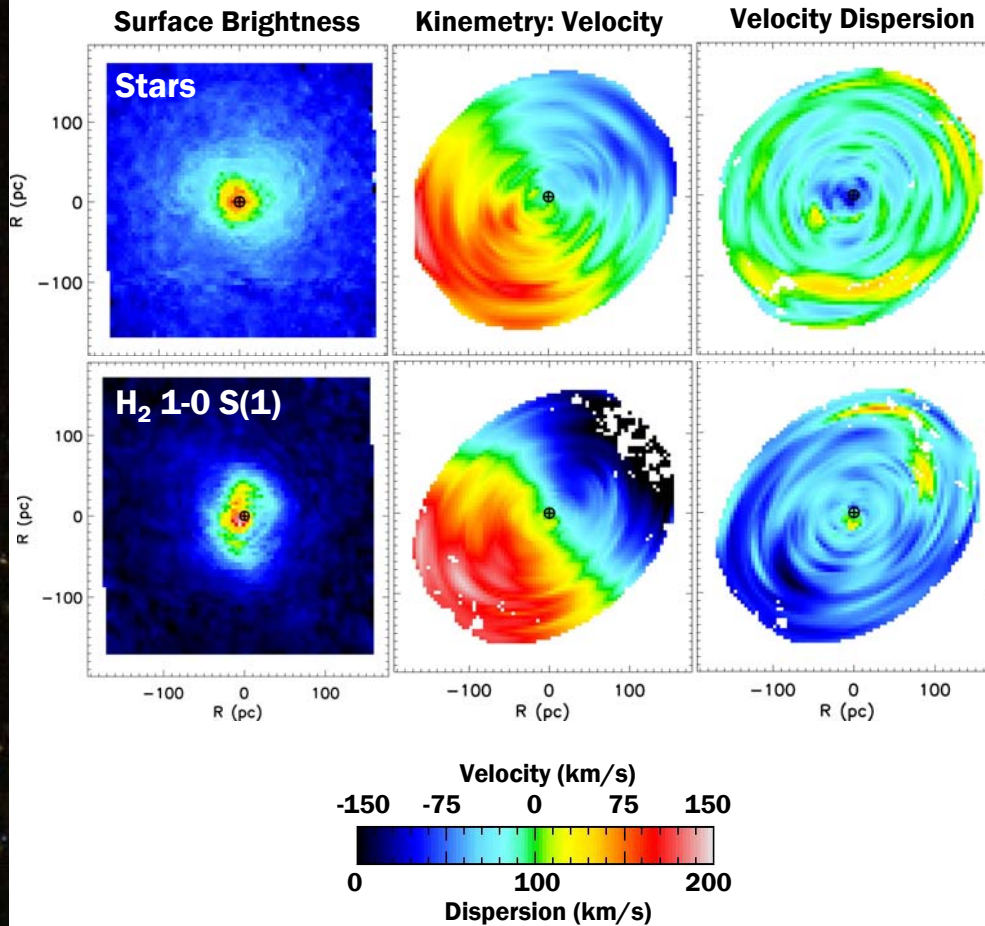 Surface Brightness Kinemetry: Velocity Velocity Dispersion
Stars
R (pc)
100
0
−100
H₂ 1-0 S(1)
R (pc)
100
0
−100
−100 0 100 −100 0 100 −100 0 100
R (pc) R (pc) R (pc)
Velocity (km/s)
-150 -75 0 75 150
0 100 200
Dispersion (km/s)